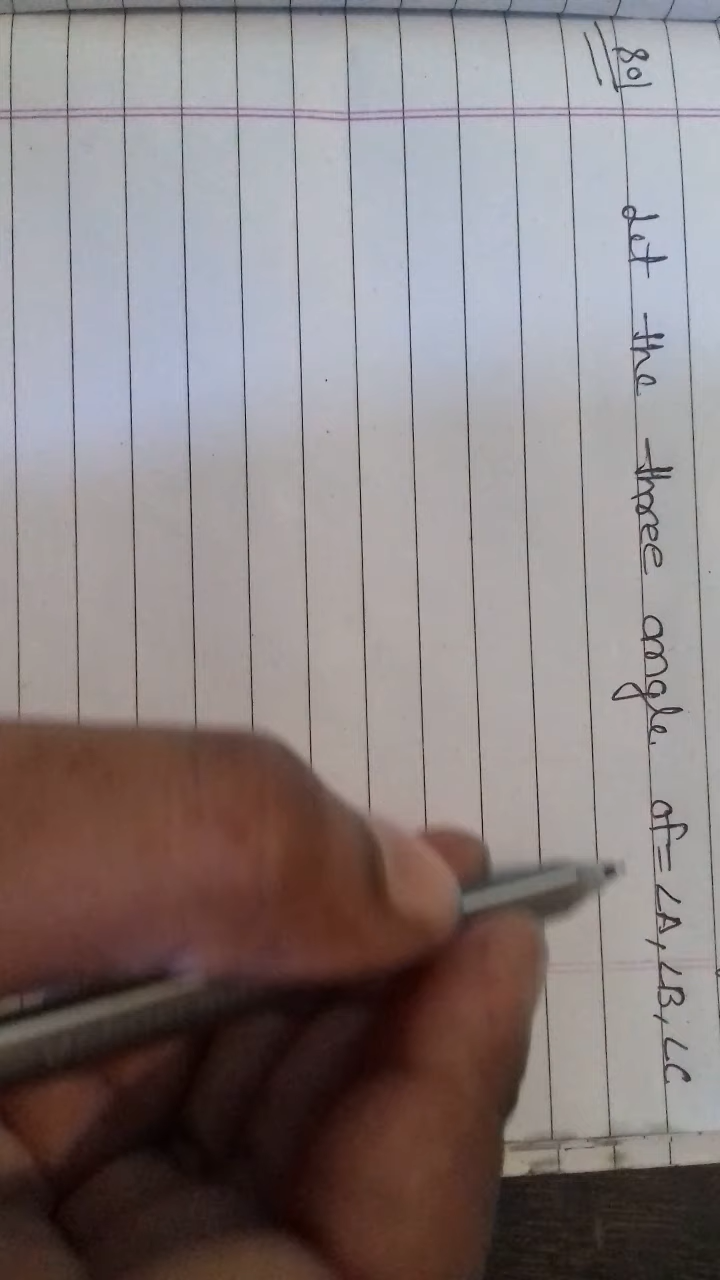 Sol Let the three angle of = ∠A, ∠B, ∠C